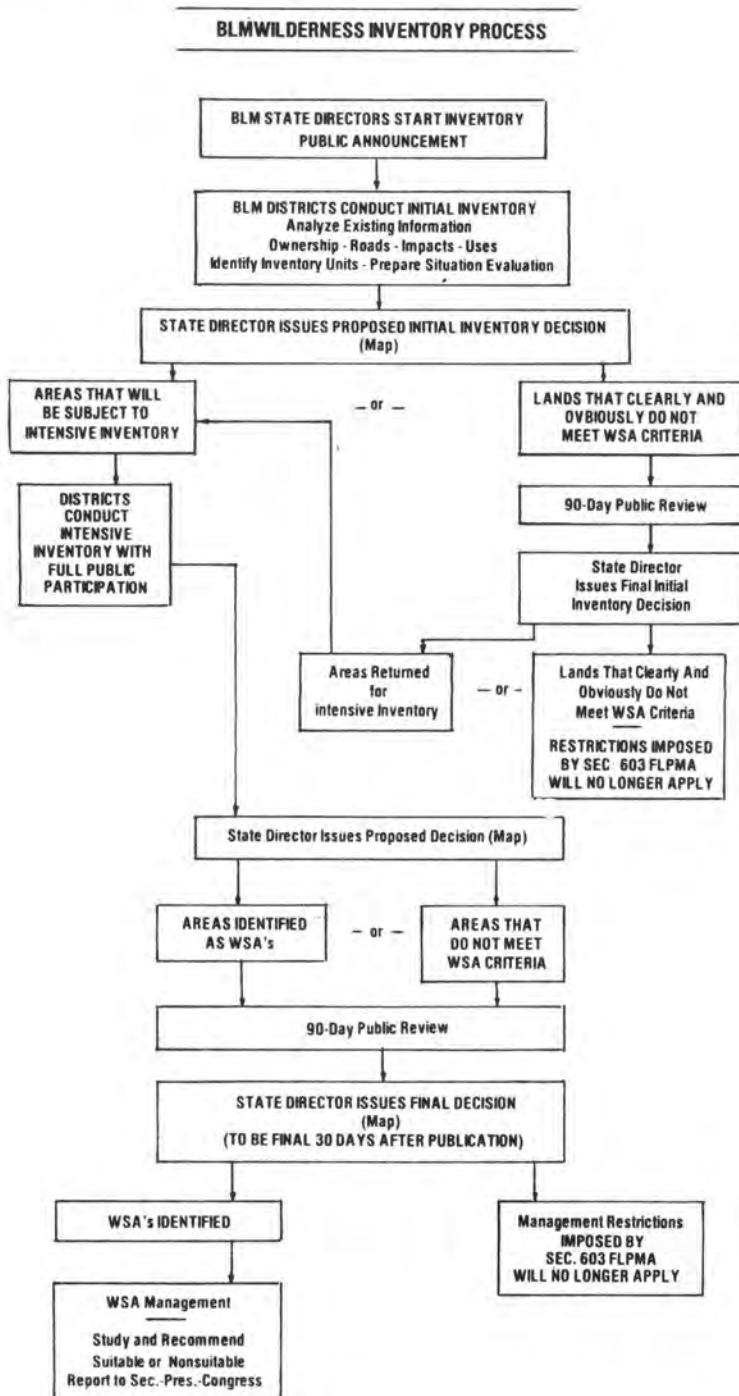 BLMWILDERNESS INVENTORY PROCESS
BLM STATE DIRECTORS START INVENTORY
PUBLIC ANNOUNCEMENT
BLM DISTRICTS CONDUCT INITIAL INVENTORY
Analyze Existing Information
Ownership - Roads - Impacts - Uses
Identify Inventory Units - Prepare Situation Evaluation
STATE DIRECTOR ISSUES PROPOSED INITIAL INVENTORY DECISION
(Map)
AREAS THAT WILL
BE SUBJECT TO
INTENSIVE INVENTORY
— or —
LANDS THAT CLEARLY AND
OVBIOUSLY DO NOT
MEET WSA CRITERIA
DISTRICTS
CONDUCT
INTENSIVE
INVENTORY WITH
FULL PUBLIC
PARTICIPATION
90-Day Public Review
State Director
Issues Final Initial
Inventory Decision
Areas Returned
for
intensive Inventory
— or -
Lands That Clearly And
Obviously Do Not
Meet WSA Criteria
RESTRICTIONS IMPOSED
BY SEC 603 FLPMA
WILL NO LONGER APPLY
State Director Issues Proposed Decision (Map)
AREAS IDENTIFIED
AS WSA's
— or —
AREAS THAT
DO NOT MEET
WSA CRITERIA
90-Day Public Review
STATE DIRECTOR ISSUES FINAL DECISION
(Map)
(TO BE FINAL 30 DAYS AFTER PUBLICATION)
WSA's IDENTIFIED
Management Restrictions
IMPOSED BY
SEC. 603 FLPMA
WILL NO LONGER APPLY
WSA Management
Study and Recommend
Suitable or Nonsuitable
Report to Sec.-Pres.-Congress